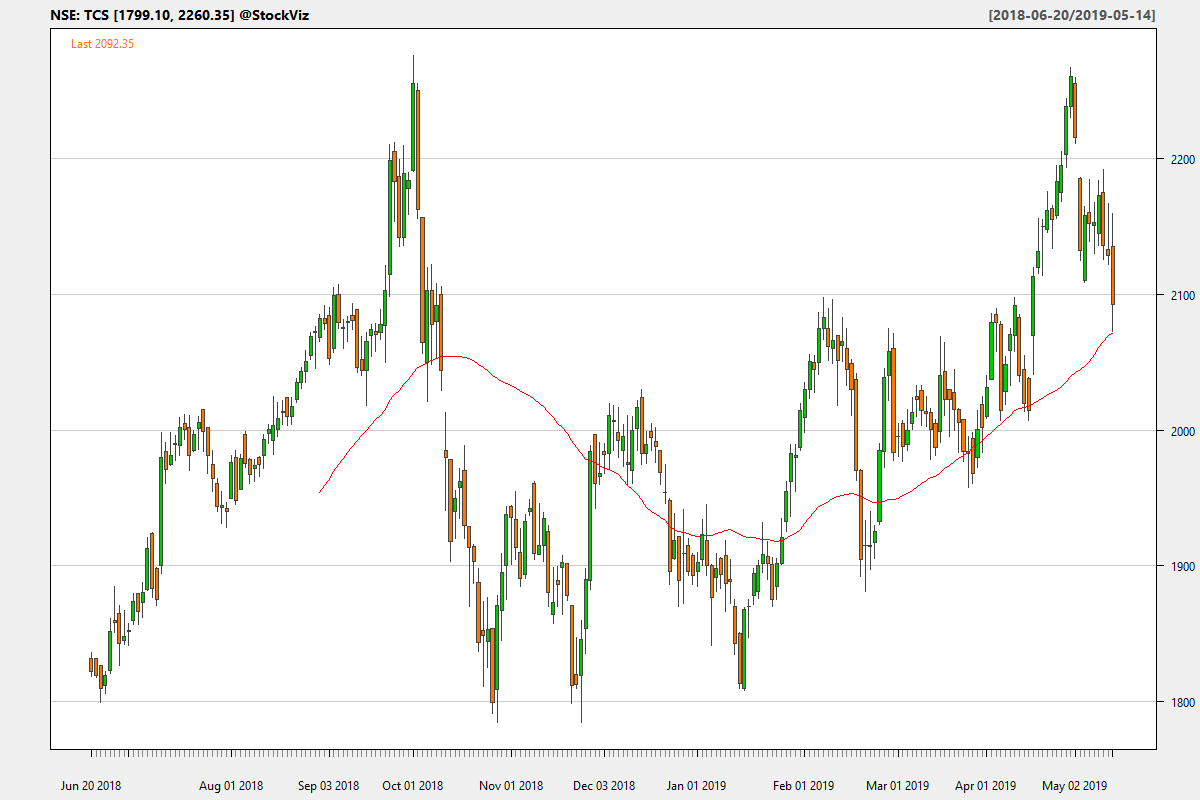 NSE: TCS [1799.10, 2260.35] @StockViz [2018-06-20/2019-05-14]
Last 2092.35
2200
2100
2000
1900
1800
Jun 20 2018 Aug 01 2018 Sep 03 2018 Oct 01 2018 Nov 01 2018 Dec 03 2018 Jan 01 2019 Feb 01 2019 Mar 01 2019 Apr 01 2019 May 02 2019